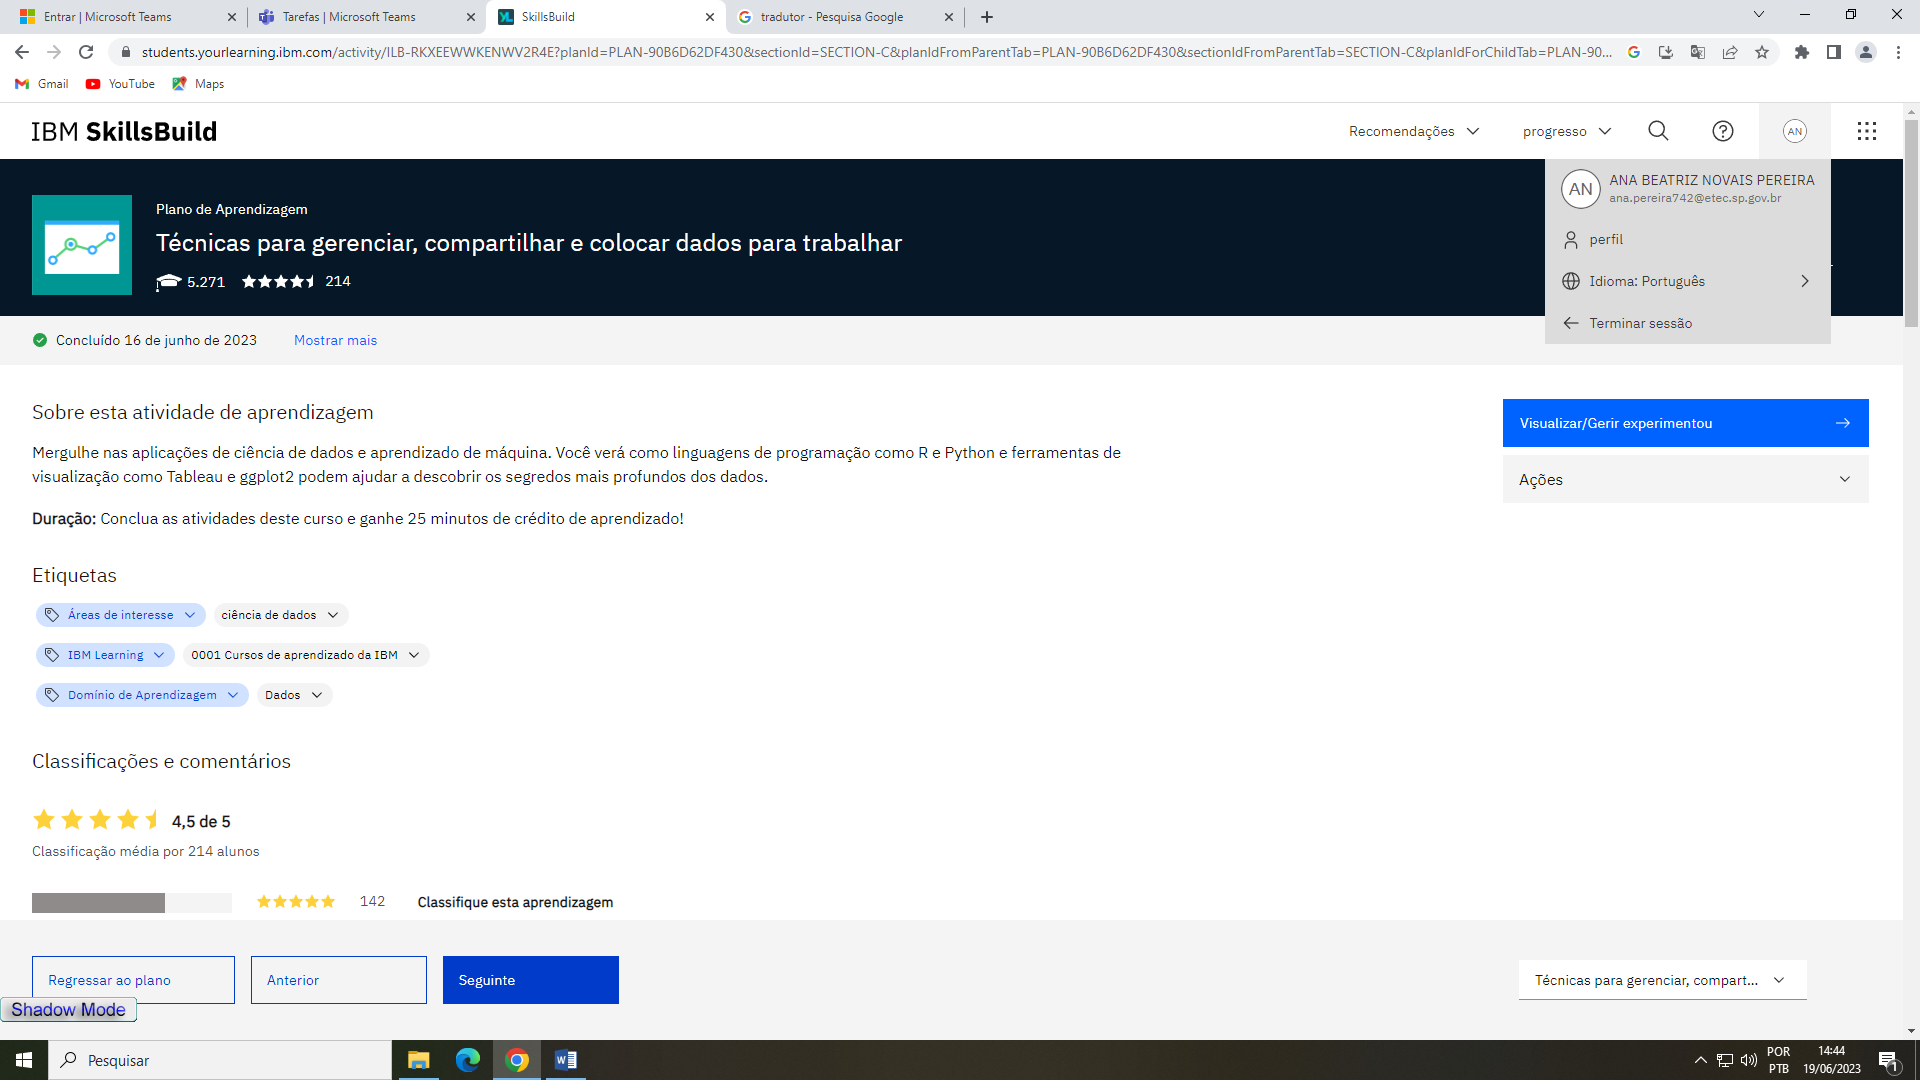 Entrar | Microsoft Teams
Tarefas | Microsoft Teams
SkillsBuild
tradutor - Pesquisa Google
students.yourlearning.ibm.com/activity/ILB-RKXEEWWKENWV2R4E?planId=PLAN-90B6D62DF430&sectionId=SECTION-C&planIdFromParentTab=PLAN-90B6D62DF430&sectionIdFromParentTab=SECTION-C&planIdForChildTab=PLAN-90...
Gmail
YouTube
Maps
IBM SkillsBuild
Recomendações
progresso
AN
AN
ANA BEATRIZ NOVAIS PEREIRA
ana.pereira742@etec.sp.gov.br
perfil
Idioma: Português
Terminar sessão
Plano de Aprendizagem
Técnicas para gerenciar, compartilhar e colocar dados para trabalhar
5.271
214
Concluído 16 de junho de 2023
Mostrar mais
Sobre esta atividade de aprendizagem
Mergulhe nas aplicações de ciência de dados e aprendizado de máquina. Você verá como linguagens de programação como R e Python e ferramentas de
visualização como Tableau e ggplot2 podem ajudar a descobrir os segredos mais profundos dos dados.
Duração: Conclua as atividades deste curso e ganhe 25 minutos de crédito de aprendizado!
Visualizar/Gerir experimentou
Ações
Etiquetas
Áreas de interesse
ciência de dados
IBM Learning
0001 Cursos de aprendizado da IBM
Domínio de Aprendizagem
Dados
Classificações e comentários
4,5 de 5
Classificação média por 214 alunos
142
Classifique esta aprendizagem
Regressar ao plano
Anterior
Seguinte
Técnicas para gerenciar, compart...
Shadow Mode
Pesquisar
POR
PTB
14:44
19/06/2023
1